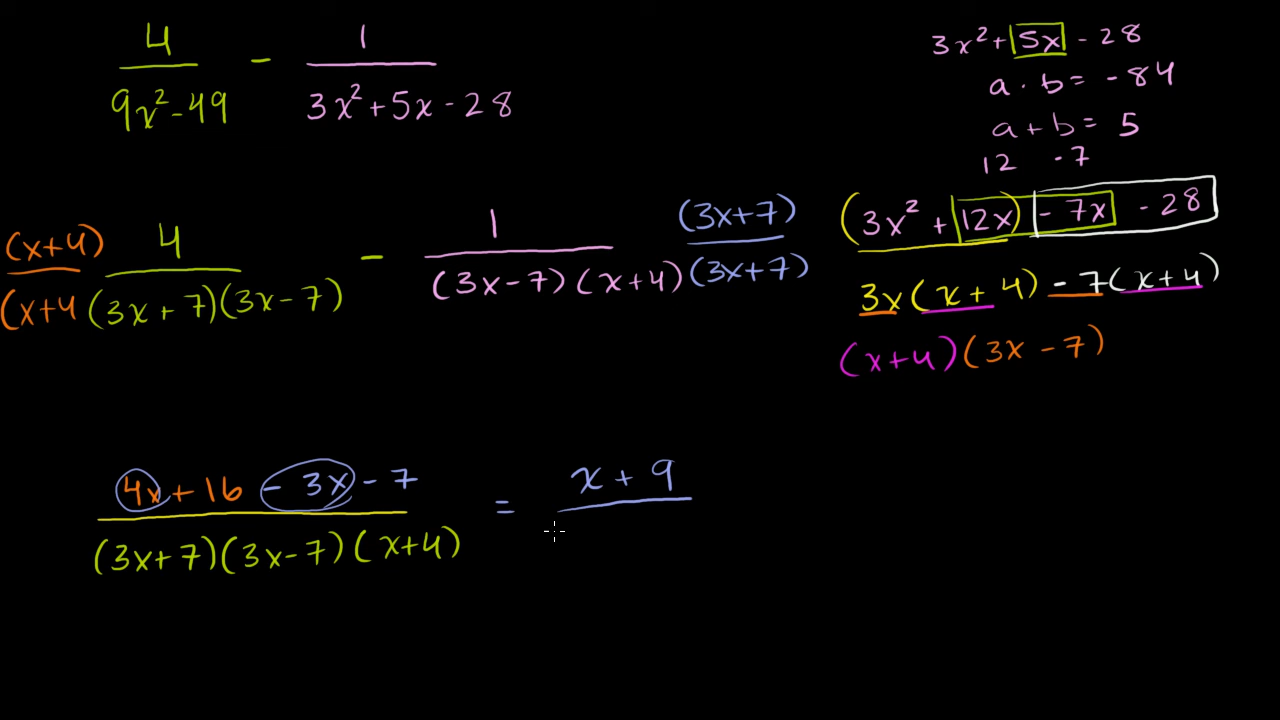 4/(9x² - 49) - 1/(3x² + 5x - 28)
3x² + 5x - 28
a · b = -84
a + b = 5
12 -7
(3x² + 12x) - 7x - 28
3x(x + 4) - 7(x + 4)
(x + 4)(3x - 7)
(x+4) 4 - 1 (3x+7)
(x+4 (3x + 7)(3x - 7) (3x - 7)(x + 4) (3x+7)
4x + 16 - 3x - 7 = x + 9
(3x + 7)(3x - 7)(x + 4)